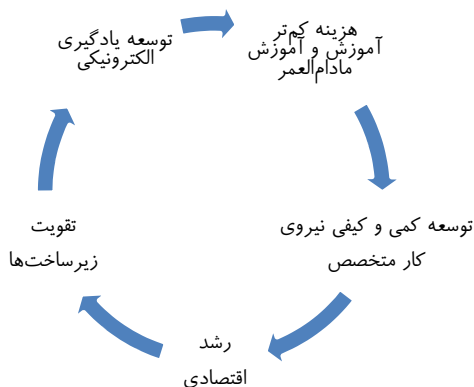 توسعه یادگیری
الکترونیکی
هزینه کم‌تر
آموزش و آموزش
مادام‌العمر
توسعه کمی و کیفی نیروی
کار متخصص
رشد
اقتصادی
تقویت
زیرساخت‌ها